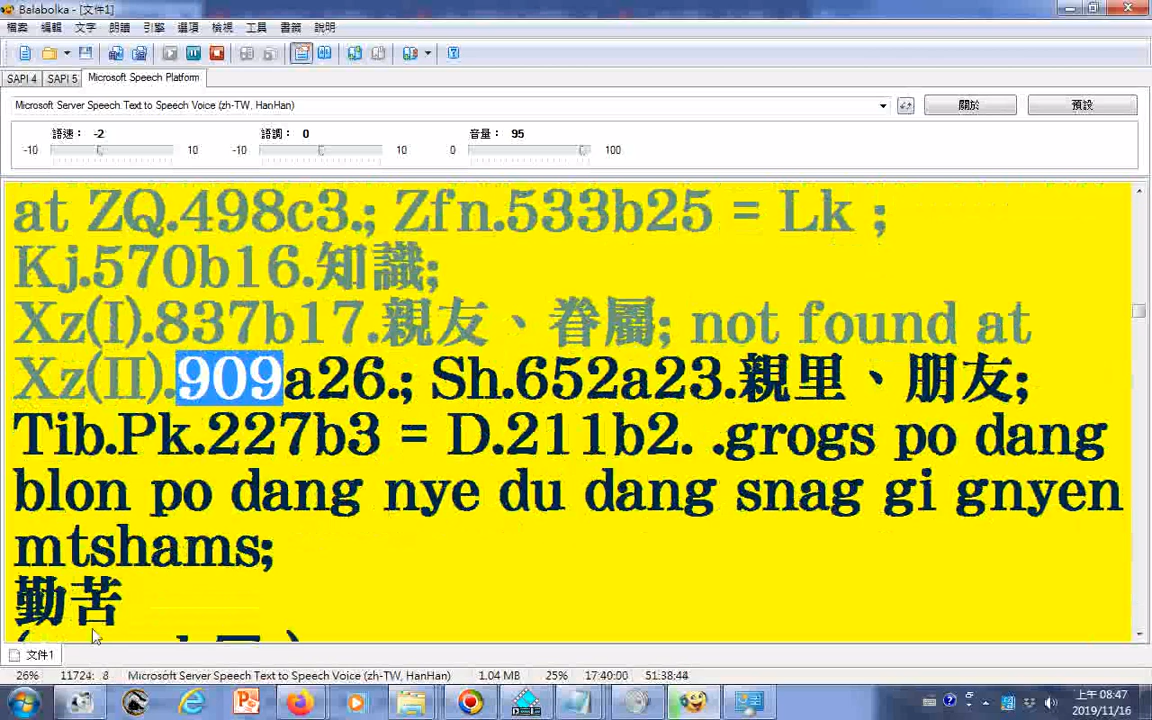 Balabolka - [文件1]
檔案 編輯 文字 朗讀 引擎 選項 檢視 工具 書籤 說明
SAPI 4 SAPI 5 Microsoft Speech Platform
Microsoft Server Speech Text to Speech Voice (zh-TW, HanHan) 關於 預設
語速： -2 語調： 0 音量： 95
-10 10 -10 10 0 100
at ZQ.498c3.; Zfn.533b25 = Lk ;
Kj.570b16.知識;
Xz(I).837b17.親友、眷屬; not found at
Xz(II).909a26.; Sh.652a23.親里、朋友;
Tib.Pk.227b3 = D.211b2. .grogs po dang
blon po dang nye du dang snag gi gnyen
mtshams;
勤苦
文件1
26% 11724: 8 Microsoft Server Speech Text to Speech Voice (zh-TW, HanHan) 1.04 MB 25% 17:40:00 51:38:44
上午 08:47
2019/11/16